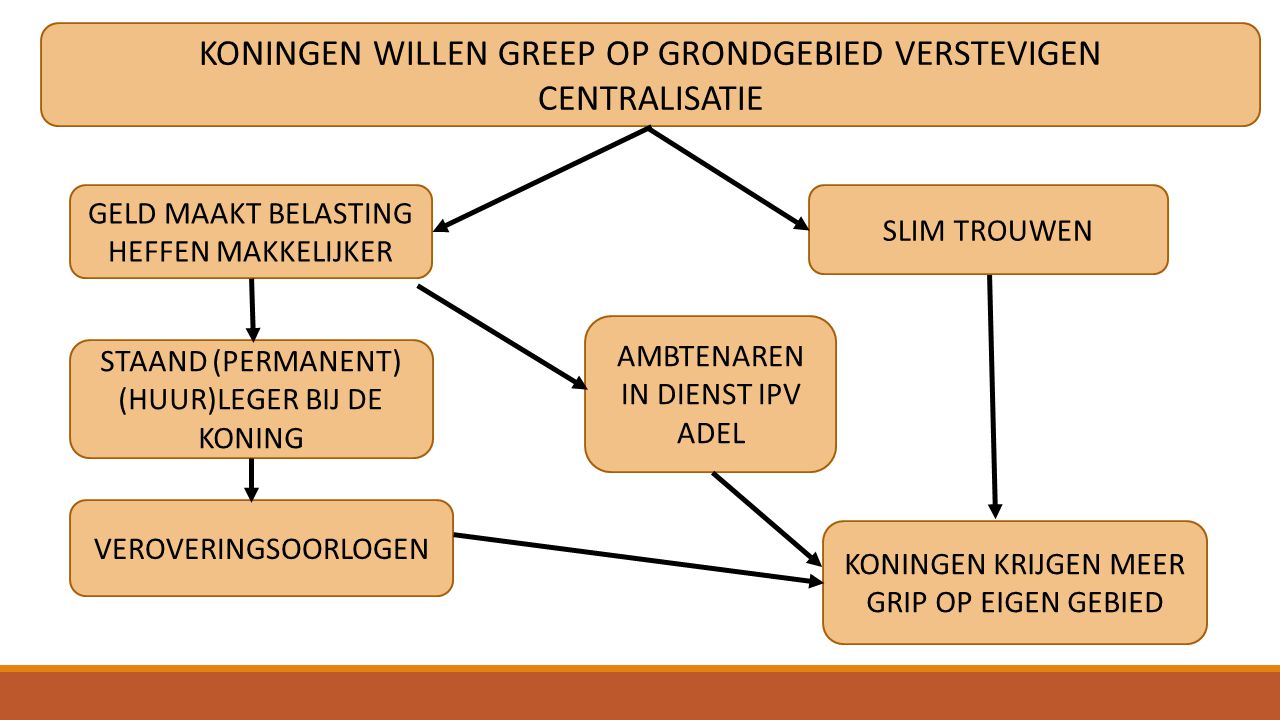 KONINGEN WILLEN GREEP OP GRONDGEBIED VERSTEVIGEN
CENTRALISATIE
GELD MAAKT BELASTING
HEFFEN MAKKELIJKER
SLIM TROUWEN
STAAND (PERMANENT)
(HUUR)LEGER BIJ DE
KONING
AMBTENAREN
IN DIENST IPV
ADEL
VEROVERINGSOORLOGEN
KONINGEN KRIJGEN MEER
GRIP OP EIGEN GEBIED